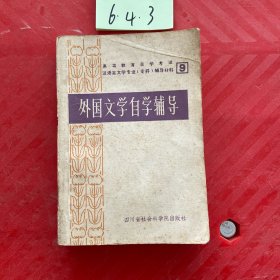 6.4.3
高等教育自学考试
汉语言文学专业(专科)辅导材料
9
外国文学自学辅导
四川省社会科学院出版社